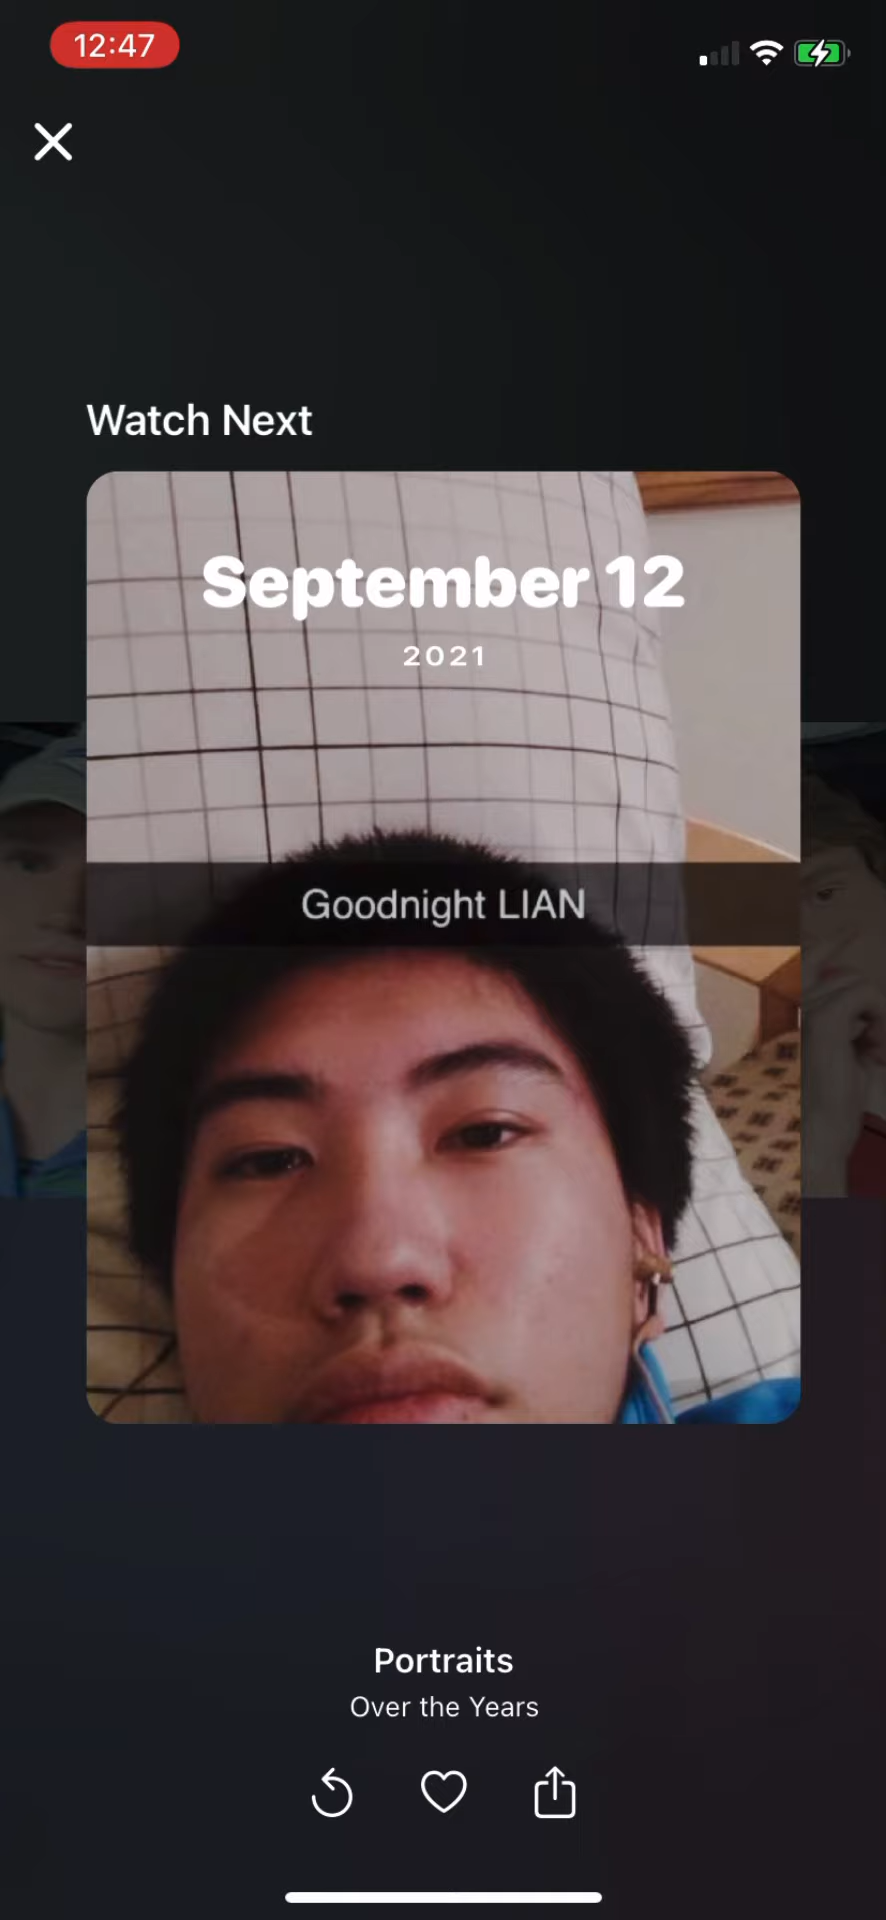 12:47
Watch Next
September 12
2021
Goodnight LIAN
Portraits
Over the Years